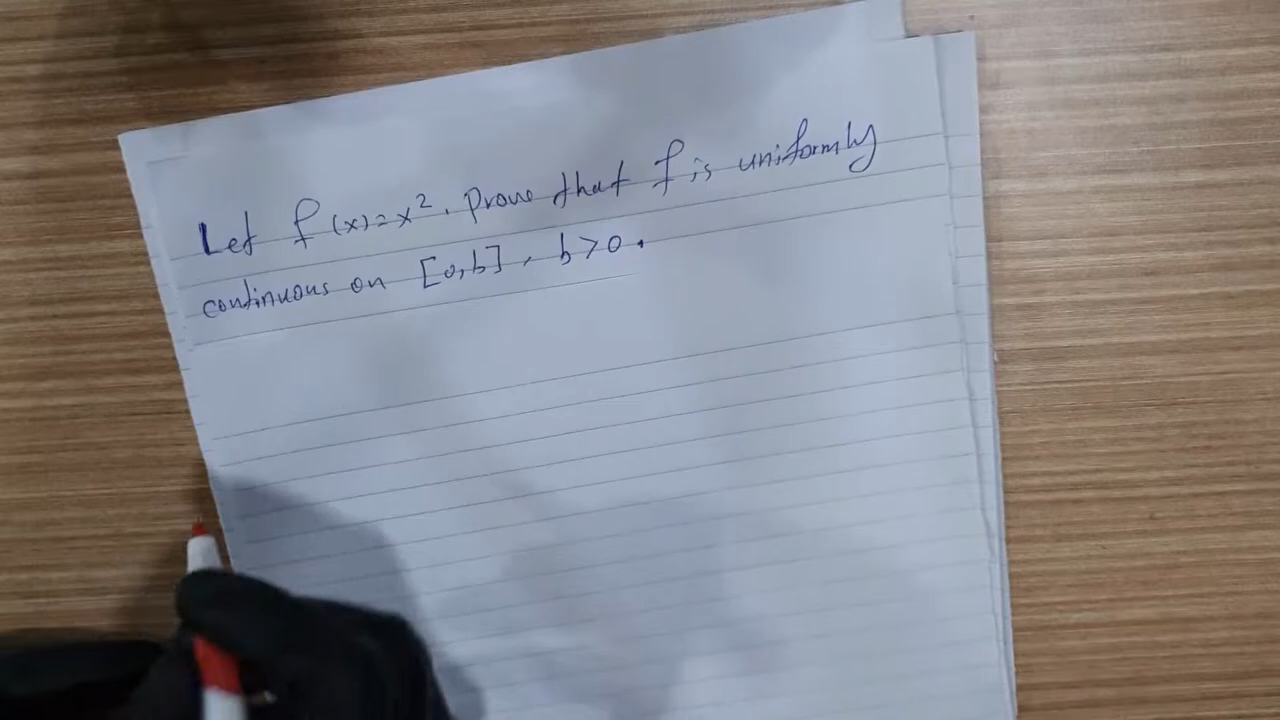 Let f(x)=x². Prove that f is uniformly
continuous on [0,b], b>0.